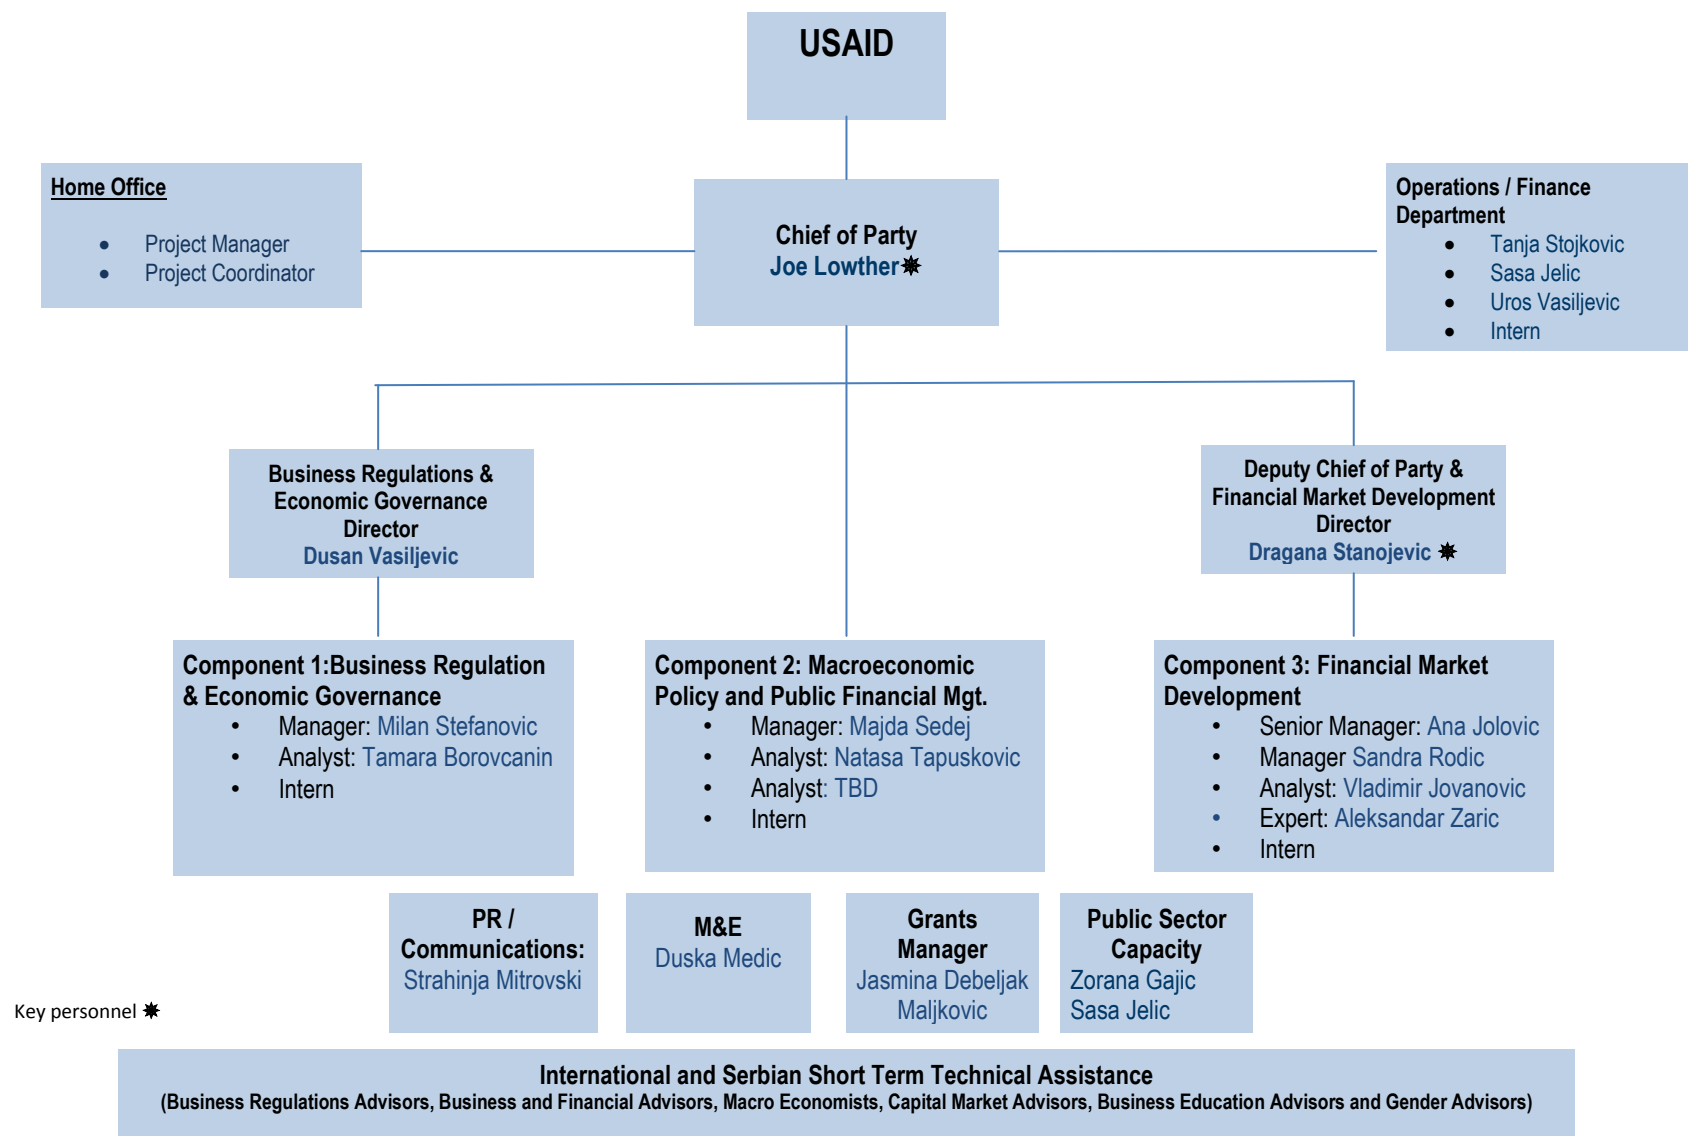 USAID
Home Office
• Project Manager
• Project Coordinator
Chief of Party
Joe Lowther✵
Operations / Finance
Department
• Tanja Stojkovic
• Sasa Jelic
• Uros Vasiljevic
• Intern
Business Regulations &
Economic Governance
Director
Dusan Vasiljevic
Deputy Chief of Party &
Financial Market Development
Director
Dragana Stanojevic ✵
Component 1:Business Regulation
& Economic Governance
• Manager: Milan Stefanovic
• Analyst: Tamara Borovcanin
• Intern
Component 2: Macroeconomic
Policy and Public Financial Mgt.
• Manager: Majda Sedej
• Analyst: Natasa Tapuskovic
• Analyst: TBD
• Intern
Component 3: Financial Market
Development
• Senior Manager: Ana Jolovic
• Manager Sandra Rodic
• Analyst: Vladimir Jovanovic
• Expert: Aleksandar Zaric
• Intern
PR /
Communications:
Strahinja Mitrovski
M&E
Duska Medic
Grants
Manager
Jasmina Debeljak
Maljkovic
Public Sector
Capacity
Zorana Gajic
Sasa Jelic
Key personnel ✵
International and Serbian Short Term Technical Assistance
(Business Regulations Advisors, Business and Financial Advisors, Macro Economists, Capital Market Advisors, Business Education Advisors and Gender Advisors)